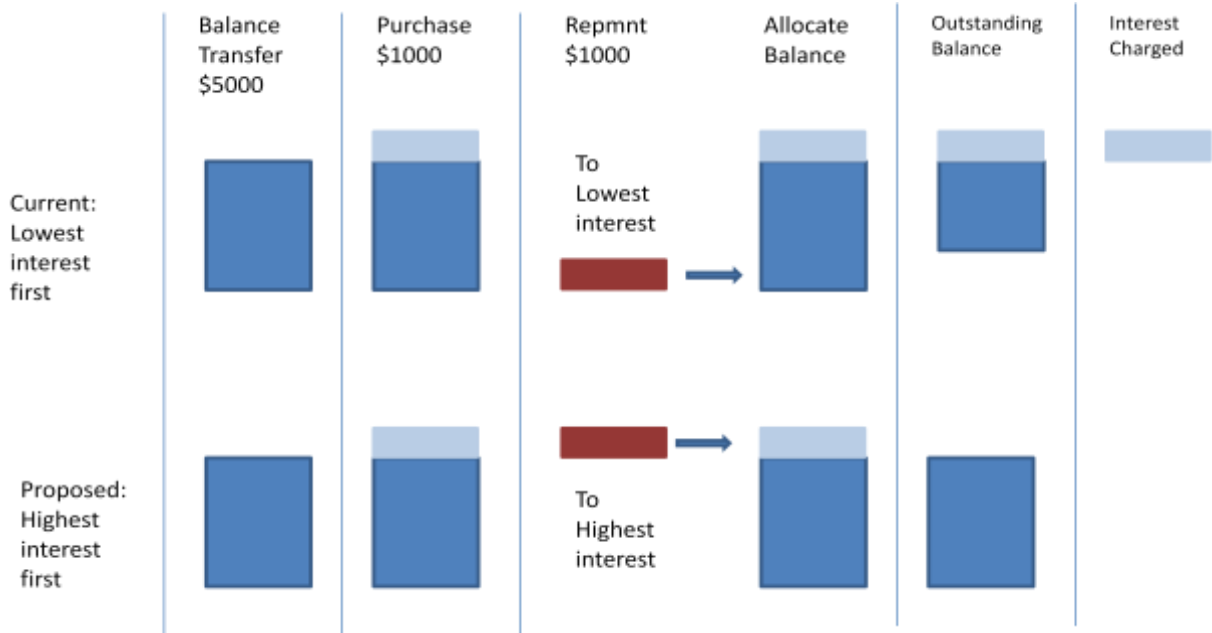 Balance
Transfer
$5000
Purchase
$1000
Repmnt
$1000
Allocate
Balance
Outstanding
Balance
Interest
Charged
Current:
Lowest
interest
first
To
Lowest
interest
Proposed:
Highest
interest
first
To
Highest
interest